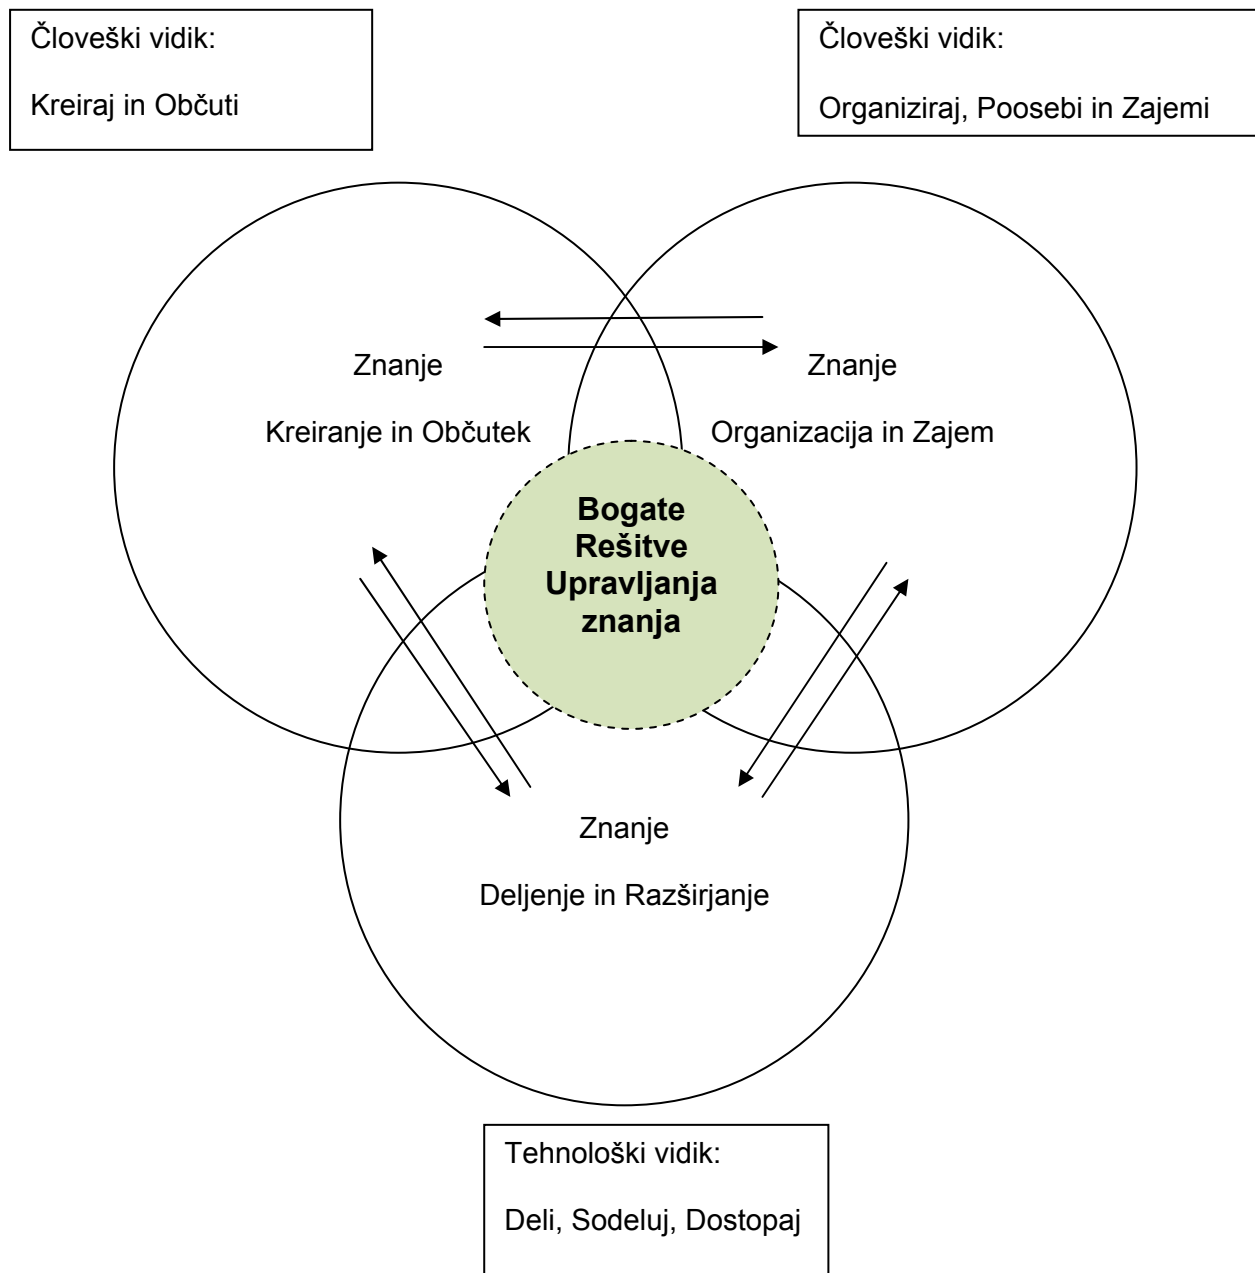 Človeški vidik:
Kreiraj in Občuti
Človeški vidik:
Organiziraj, Poosebi in Zajemi
Znanje
Kreiranje in Občutek
Znanje
Organizacija in Zajem
Bogate
Rešitve
Upravljanja
znanja
Znanje
Deljenje in Razširjanje
Tehnološki vidik:
Deli, Sodeluj, Dostopaj